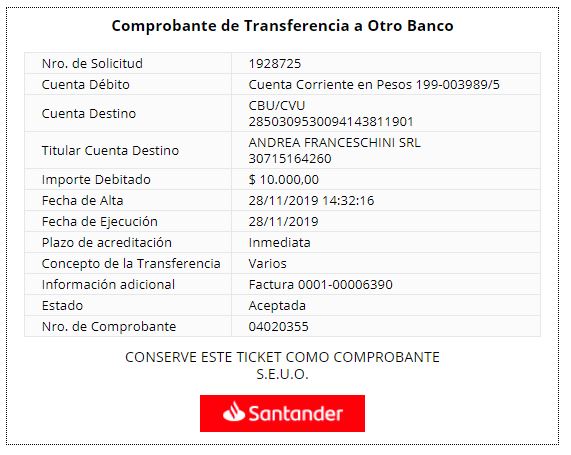 Comprobante de Transferencia a Otro Banco
Nro. de Solicitud 1928725
Cuenta Débito Cuenta Corriente en Pesos 199-003989/5
Cuenta Destino CBU/CVU
2850309530094143811901
Titular Cuenta Destino ANDREA FRANCESCHINI SRL
30715164260
Importe Debitado $ 10.000,00
Fecha de Alta 28/11/2019 14:32:16
Fecha de Ejecución 28/11/2019
Plazo de acreditación Inmediata
Concepto de la Transferencia Varios
Información adicional Factura 0001-00006390
Estado Aceptada
Nro. de Comprobante 04020355
CONSERVE ESTE TICKET COMO COMPROBANTE
S.E.U.O.
Santander